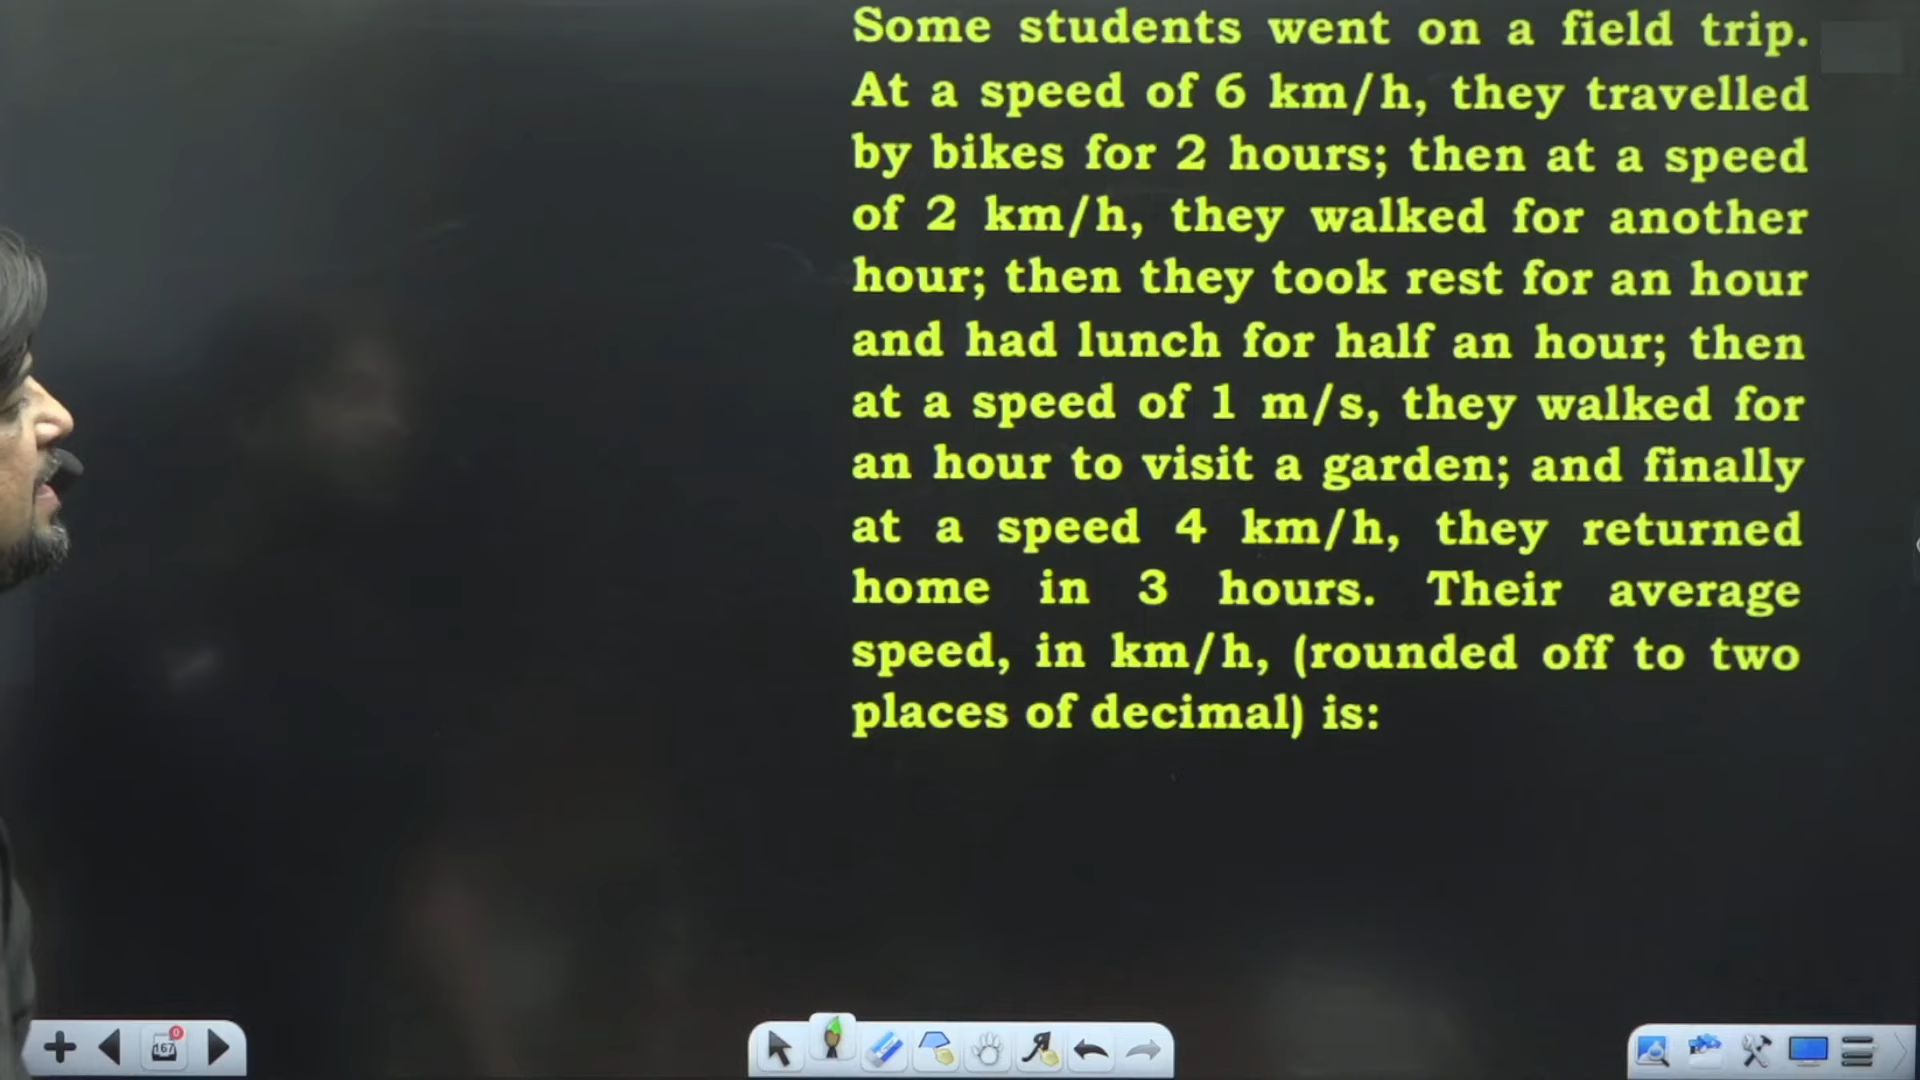 Some students went on a field trip.
At a speed of 6 km/h, they travelled
by bikes for 2 hours; then at a speed
of 2 km/h, they walked for another
hour; then they took rest for an hour
and had lunch for half an hour; then
at a speed of 1 m/s, they walked for
an hour to visit a garden; and finally
at a speed 4 km/h, they returned
home in 3 hours. Their average
speed, in km/h, (rounded off to two
places of decimal) is:
0
167